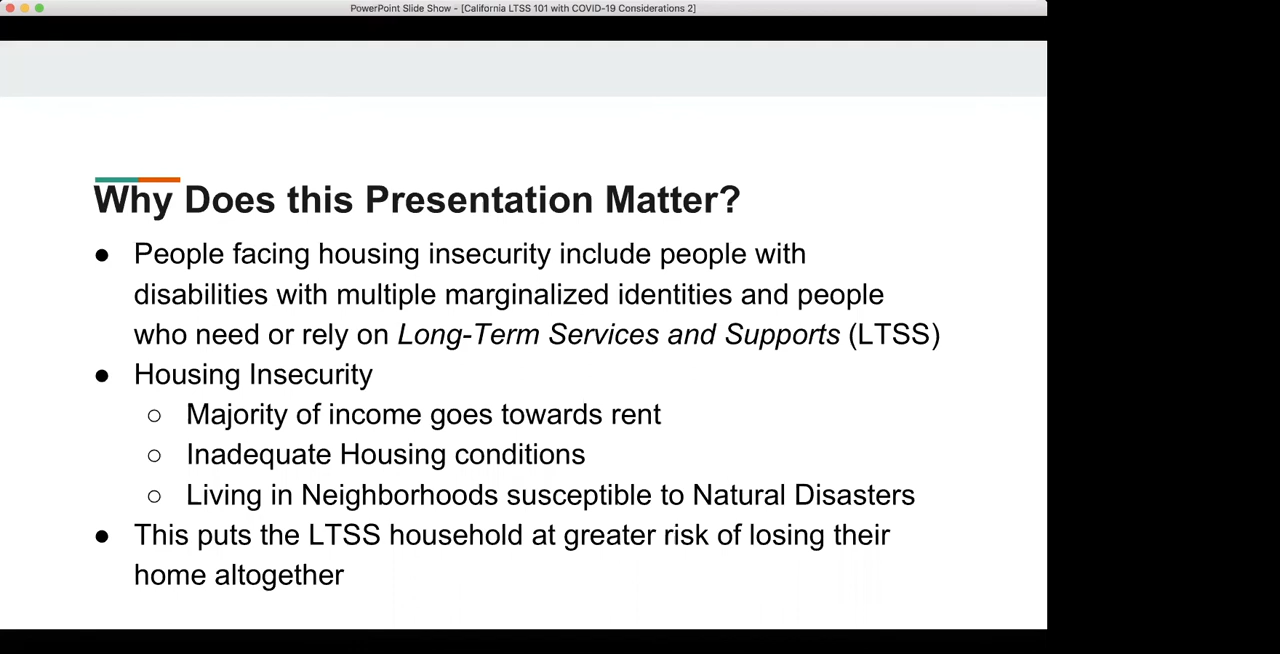 PowerPoint Slide Show - [California LTSS 101 with COVID-19 Considerations 2]
Why Does this Presentation Matter?
● People facing housing insecurity include people with
disabilities with multiple marginalized identities and people
who need or rely on Long-Term Services and Supports (LTSS)
● Housing Insecurity
○ Majority of income goes towards rent
○ Inadequate Housing conditions
○ Living in Neighborhoods susceptible to Natural Disasters
● This puts the LTSS household at greater risk of losing their
home altogether